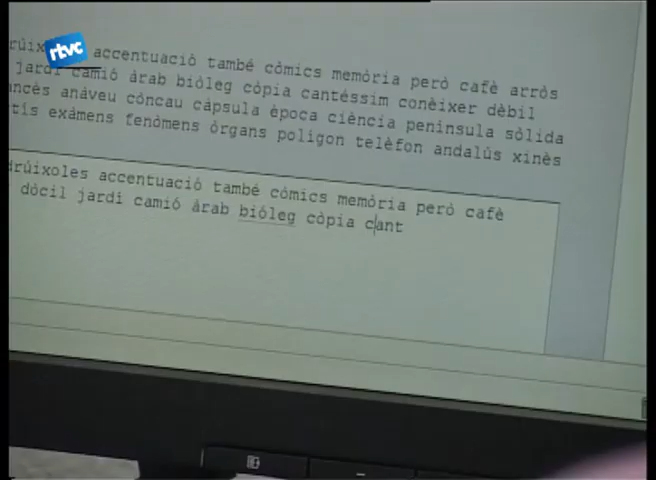 rtvc
accentuació també còmics memòria però cafè arròs
jardí camió àrab biòleg còpia cantéssim conèixer dèbil
anàveu còncau càpsula època ciència península sòlida
exàmens fenòmens òrgans polígon telèfon andalús xinès
accentuació també còmics memòria però cafè
dòcil jardí camió àrab biòleg còpia cant